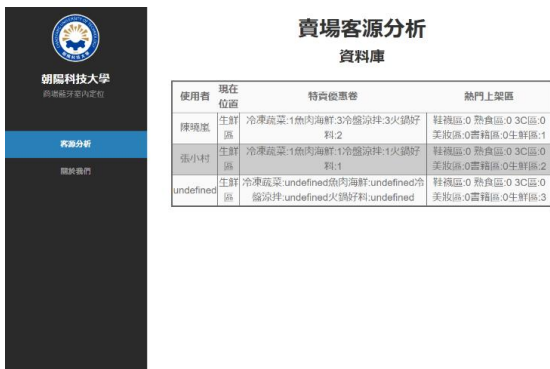 朝陽科技大學
賣場藍牙室內定位
客源分析
關於我們
賣場客源分析
資料庫
使用者 現在位置 特賣優惠卷 熱門上架區
陳曉嵐 生鮮區 冷凍蔬菜:1魚肉海鮮:3冷盤涼拌:3火鍋好料:2 鞋襪區:0 熟食區:0 3C區:0 美妝區:0書籍區:0生鮮區:1
張小村 生鮮區 冷凍蔬菜:1魚肉海鮮:1冷盤涼拌:1火鍋好料:1 鞋襪區:0 熟食區:0 3C區:0 美妝區:0書籍區:0生鮮區:2
undefined 生鮮區 冷凍蔬菜:undefined魚肉海鮮:undefined冷盤涼拌:undefined火鍋好料:undefined 鞋襪區:0 熟食區:0 3C區:0 美妝區:0書籍區:0生鮮區:3